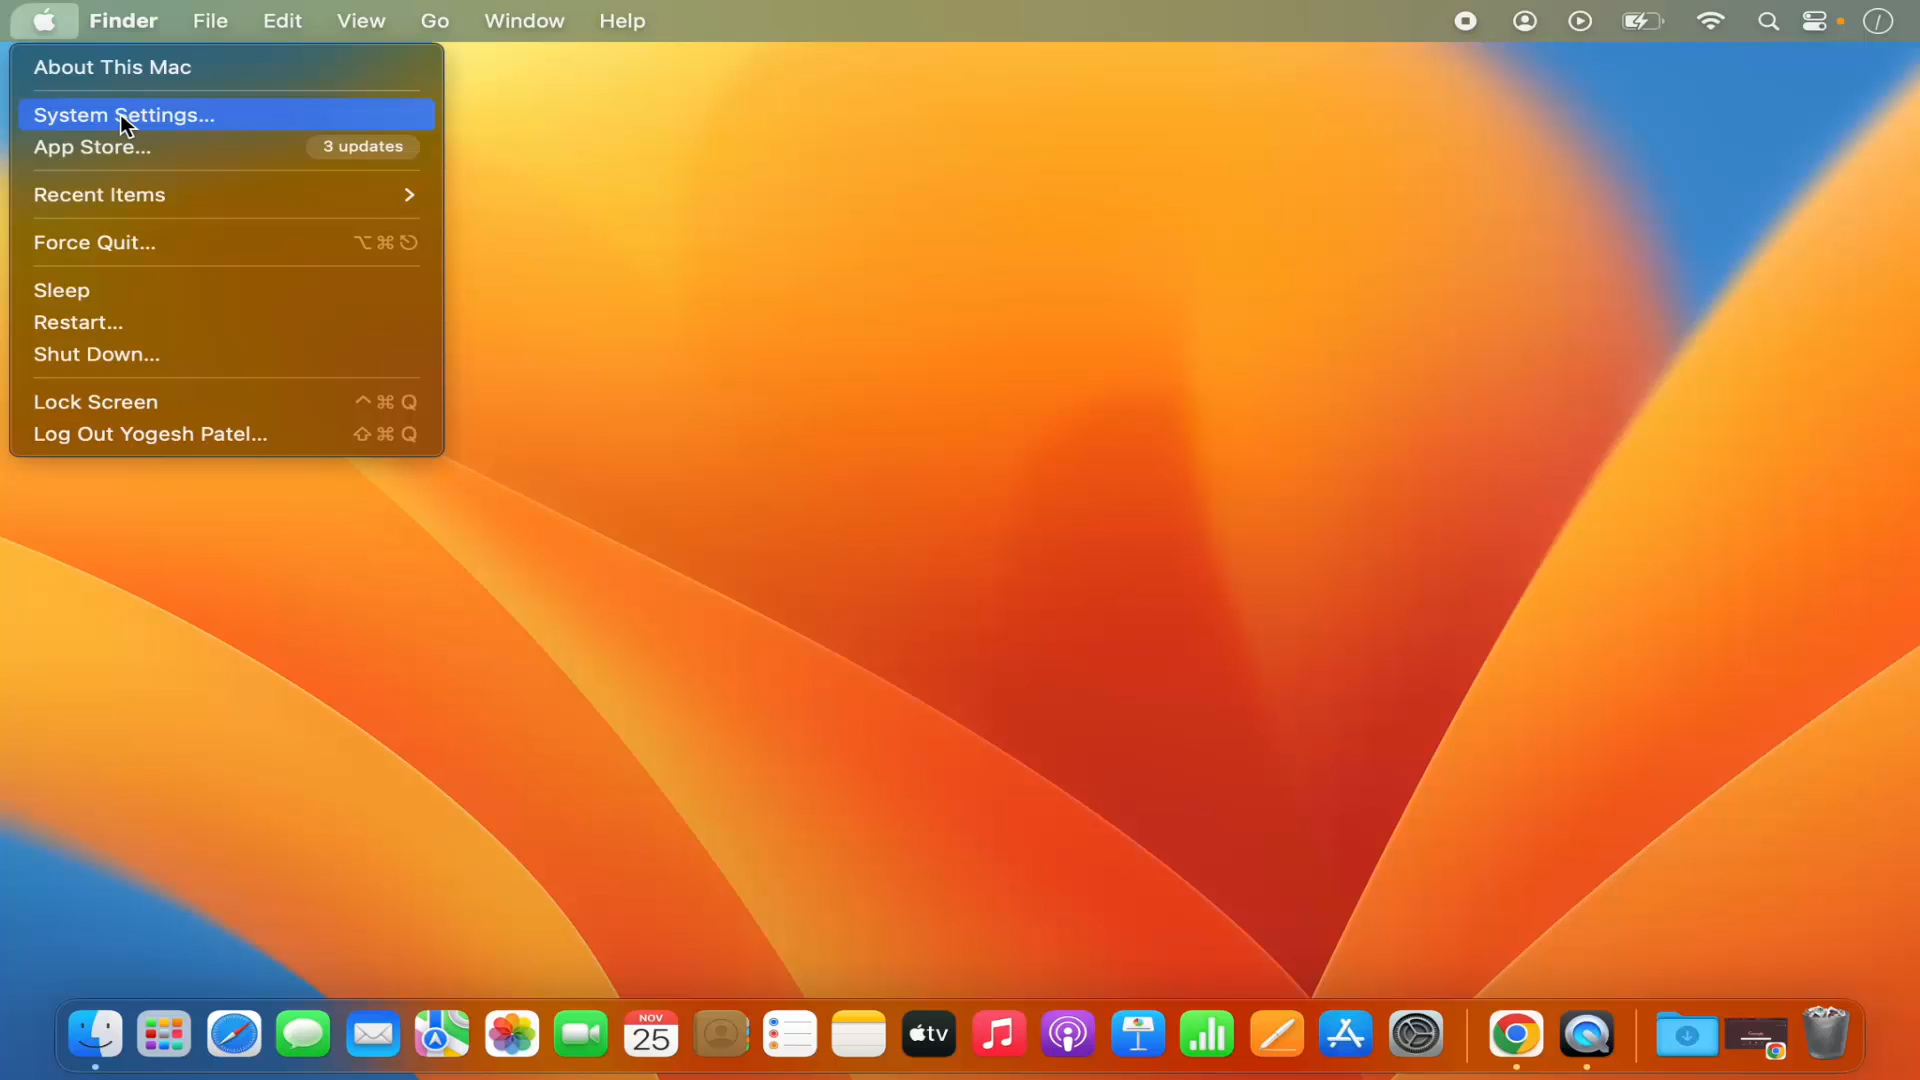 Finder File Edit View Go Window Help
About This Mac
System Settings...
App Store... 3 updates
Recent Items
Force Quit... ⌥⌘⎋
Sleep
Restart...
Shut Down...
Lock Screen ^⌘Q
Log Out Yogesh Patel... ⇧⌘Q
NOV
25
tv